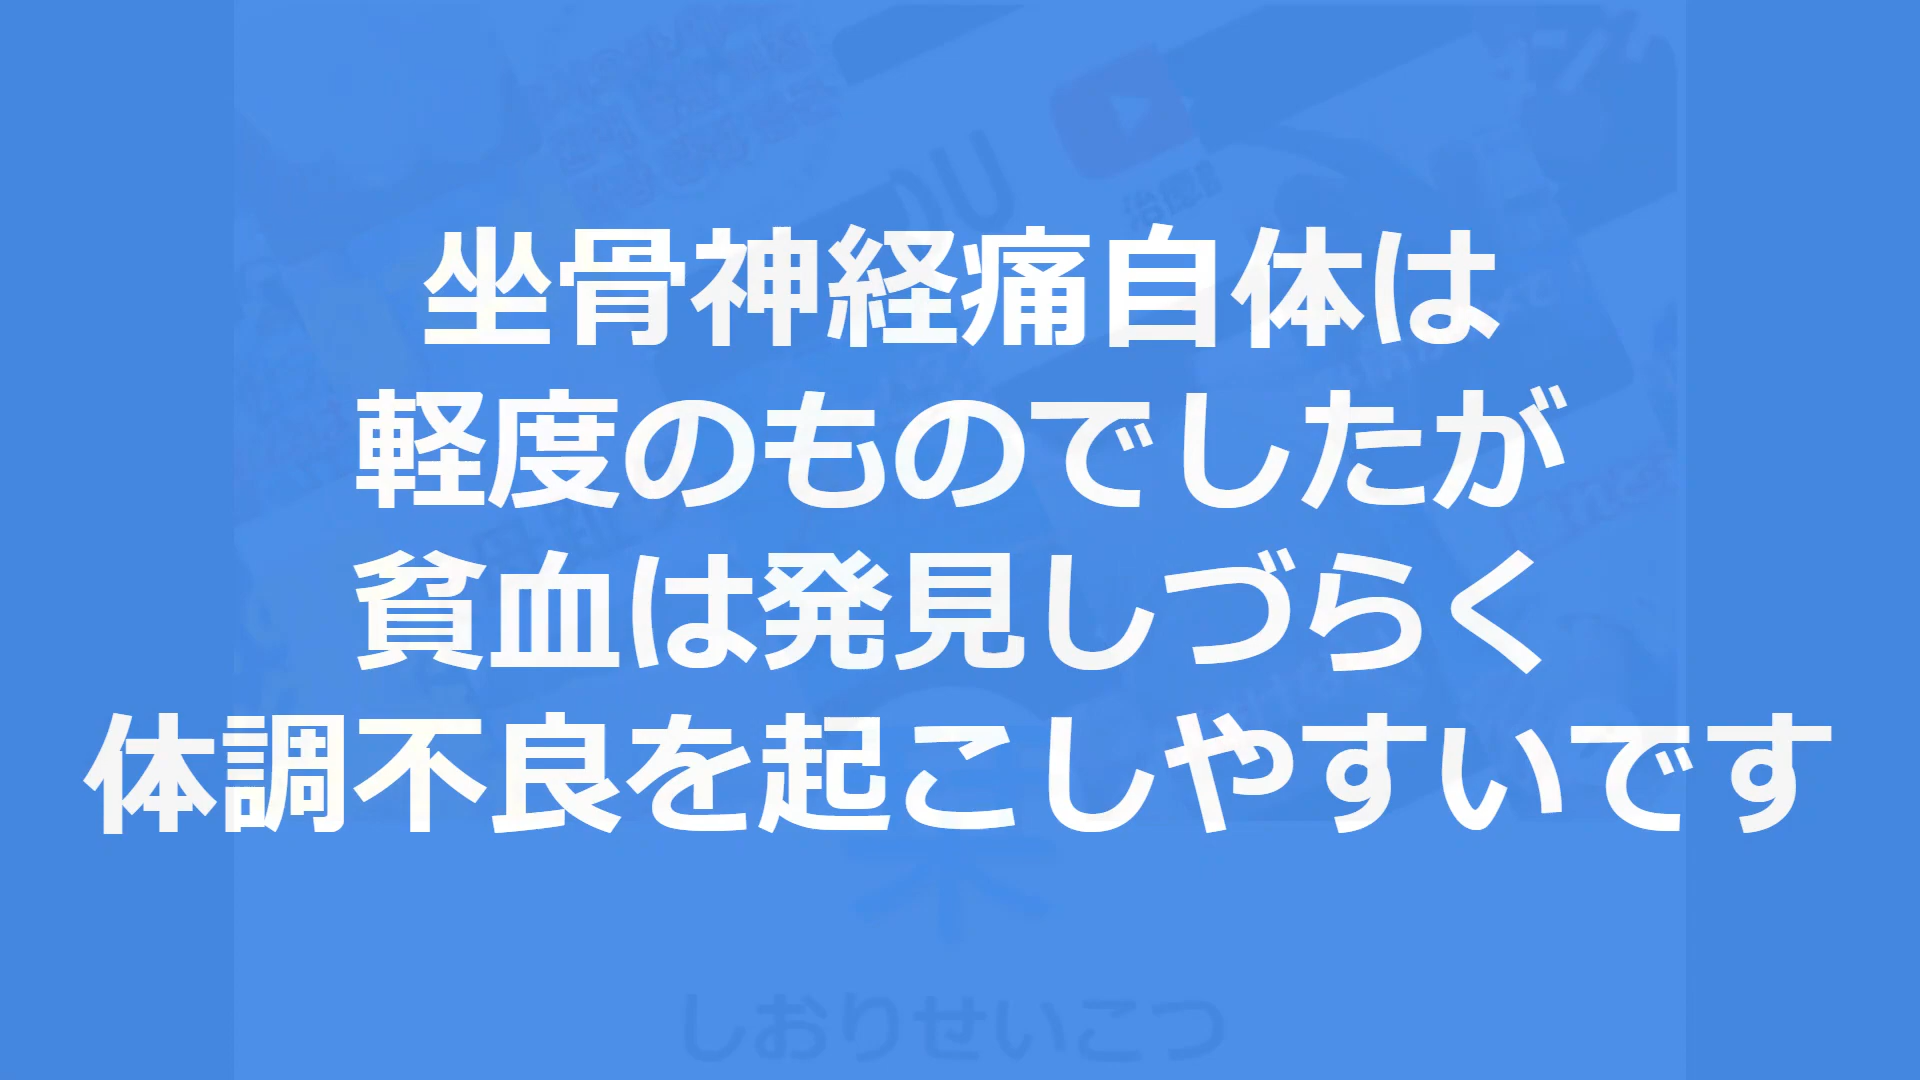 坐骨神経痛自体は
軽度のものでしたが
貧血は発見しづらく
体調不良を起こしやすいです
しおりせいこつ